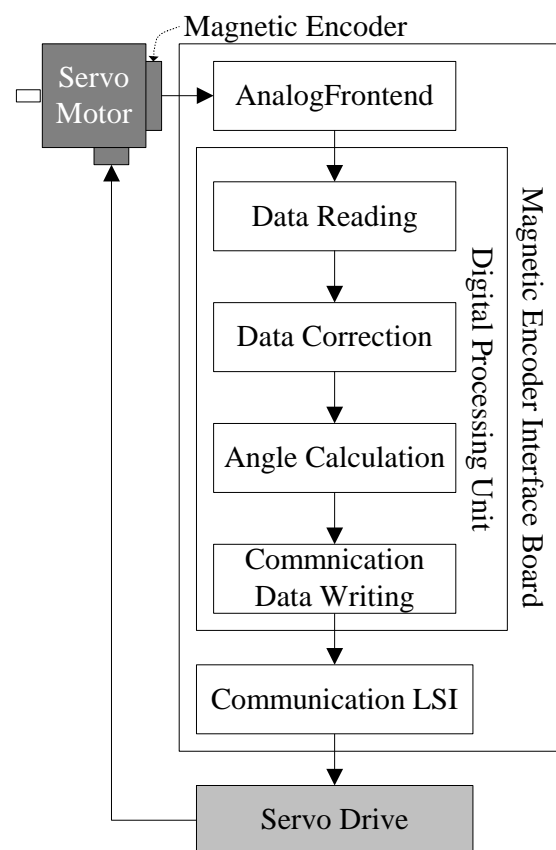 Magnetic Encoder
Servo
Motor
AnalogFrontend
Data Reading
Data Correction
Angle Calculation
Commnication
Data Writing
Digital Processing
Unit
Magnetic Encoder Interface Board
Communication LSI
Servo Drive